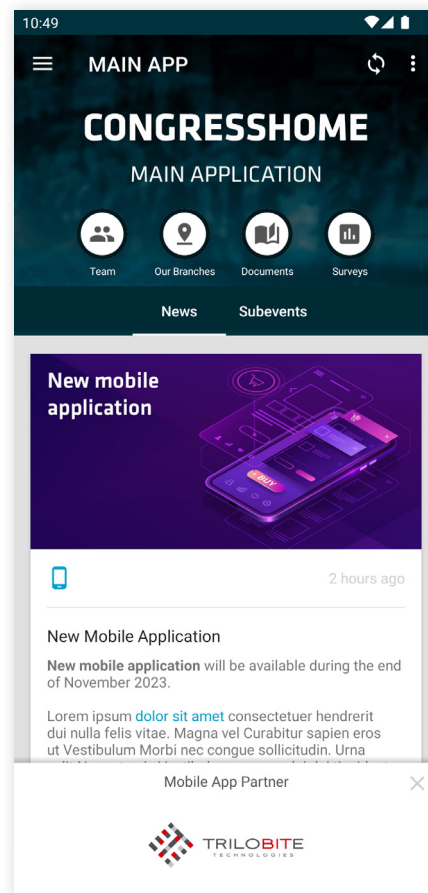 10:49
MAIN APP
CONGRESSHOME
MAIN APPLICATION
Team
Our Branches
Documents
Surveys
News
Subevents
New mobile
application
BUY
2 hours ago
New Mobile Application
New mobile application will be available during the end
of November 2023.
Lorem ipsum dolor sit amet consectetuer hendrerit
dui nulla felis vitae. Magna vel Curabitur sapien eros
ut Vestibulum Morbi nec congue sollicitudin. Urna
Mobile App Partner
TRILOBITE
TECHNOLOGIES